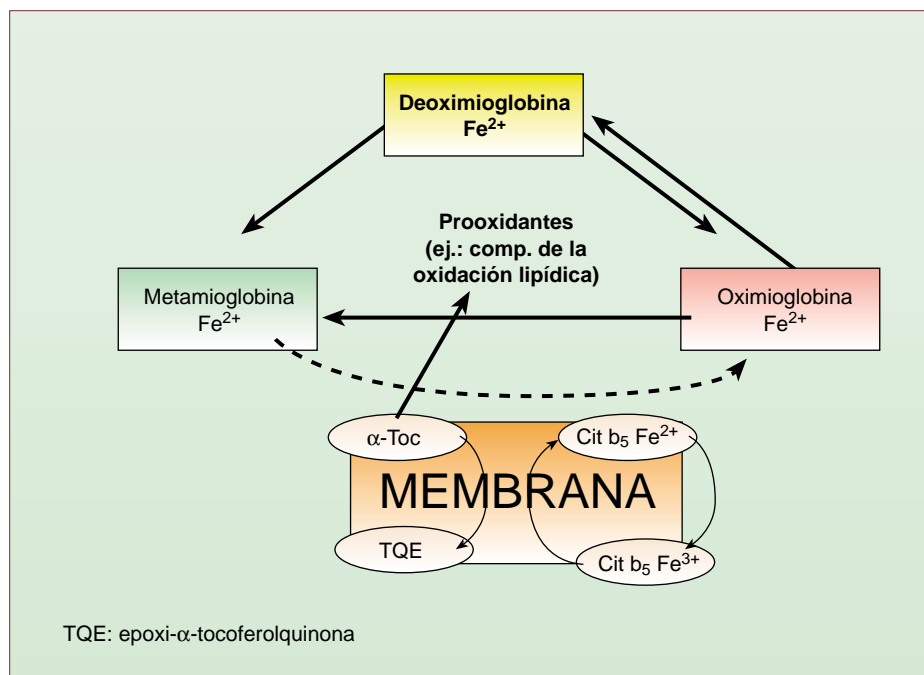 Deoximioglobina
Fe²⁺
Prooxidantes
(ej.: comp. de la
oxidación lipídica)
Metamioglobina
Fe²⁺
Oximioglobina
Fe²⁺
α-Toc
Cit b₅ Fe²⁺
MEMBRANA
TQE
Cit b₅ Fe³⁺
TQE: epoxi-α-tocoferolquinona